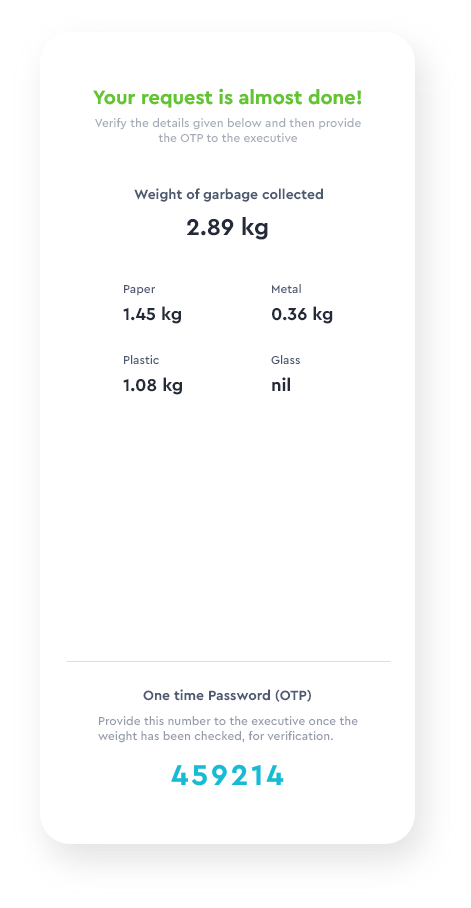 Your request is almost done!
Verify the details given below and then provide
the OTP to the executive
Weight of garbage collected
2.89 kg
Paper
Metal
1.45 kg
0.36 kg
Plastic
Glass
1.08 kg
nil
One time Password (OTP)
Provide this number to the executive once the
weight has been checked, for verification.
459214